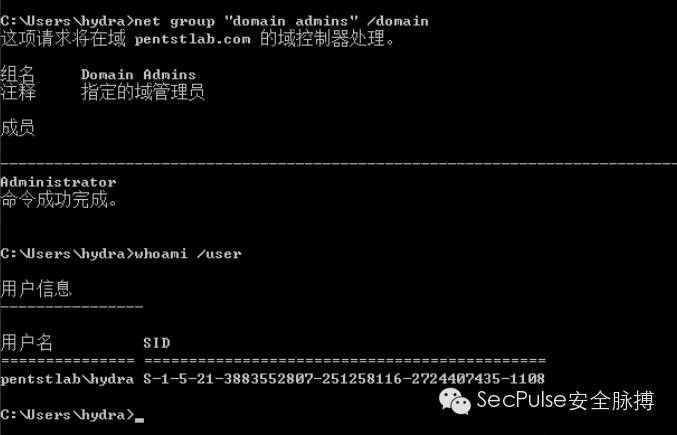 C:\Users\hydra>net group "domain admins" /domain
这项请求将在域 pentstlab.com 的域控制器处理。
组名 Domain Admins
注释 指定的域管理员
成员
-------------------------------------------------------------------------------
Administrator
命令成功完成。
C:\Users\hydra>whoami /user
用户信息
----------------
用户名 SID
=============== =============================================
pentstlab\hydra S-1-5-21-3883552807-251258116-2724407435-1108
C:\Users\hydra>_
SecPulse安全脉搏